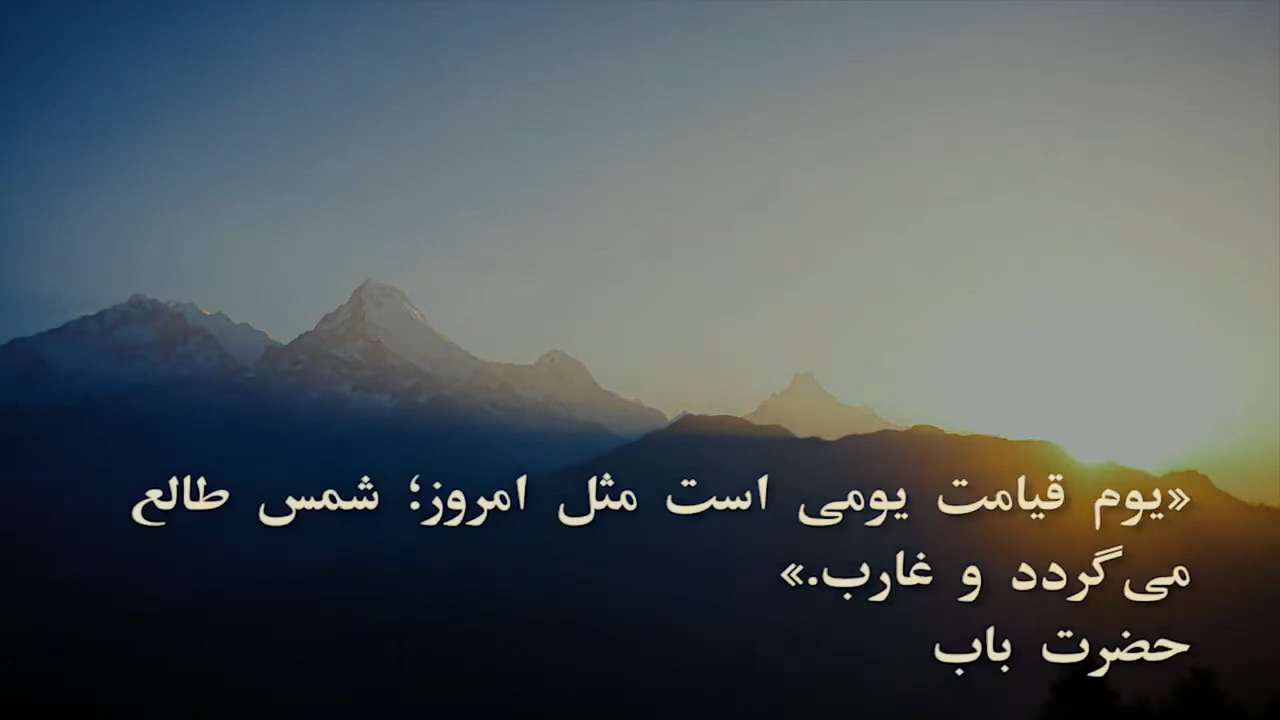 «یوم قیامت یومی است مثل امروز؛ شمس طالع
می‌گردد و غارب.»
حضرت باب